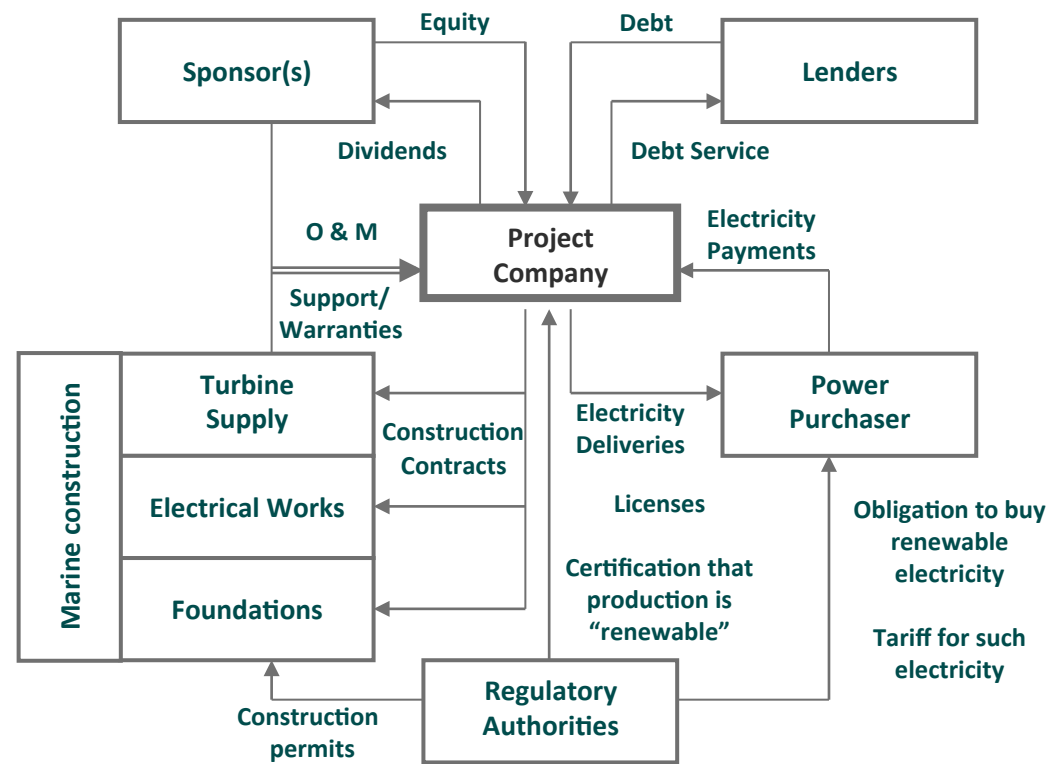 Equity
Debt
Sponsor(s)
Lenders
Dividends
Debt Service
O & M
Project
Company
Electricity
Payments
Support/
Warranties
Marine construction
Turbine
Supply
Power
Purchaser
Construction
Contracts
Electricity
Deliveries
Electrical Works
Licenses
Obligation to buy
renewable
electricity
Foundations
Certification that
production is
“renewable”
Tariff for such
electricity
Regulatory
Authorities
Construction
permits